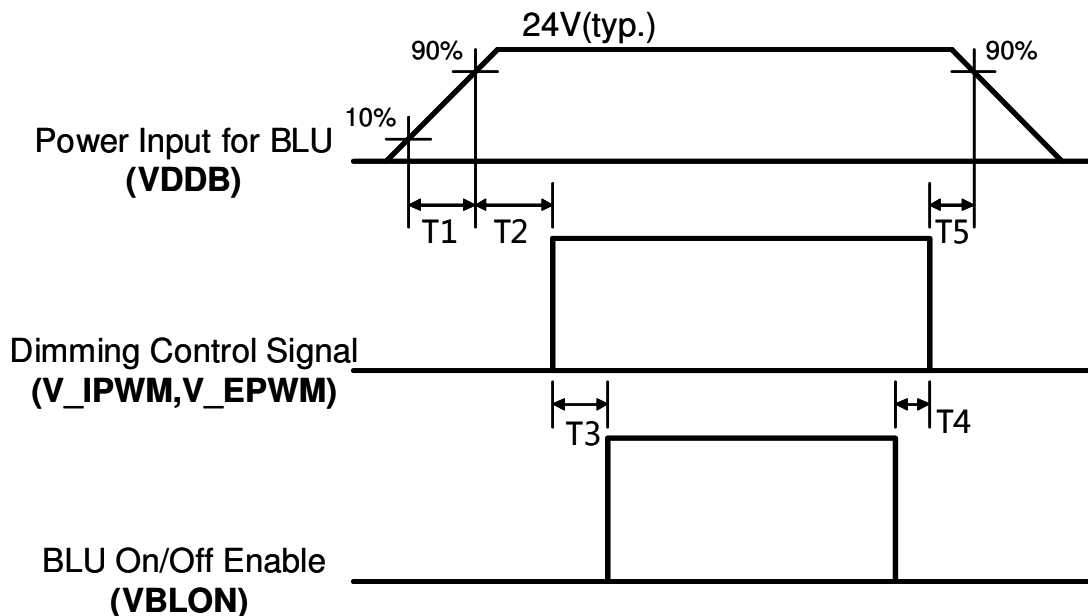 24V(typ.)
90%
90%
10%
Power Input for BLU
(VDDB)
T1
T2
T5
Dimming Control Signal
(V_IPWM,V_EPWM)
T3
T4
BLU On/Off Enable
(VBLON)